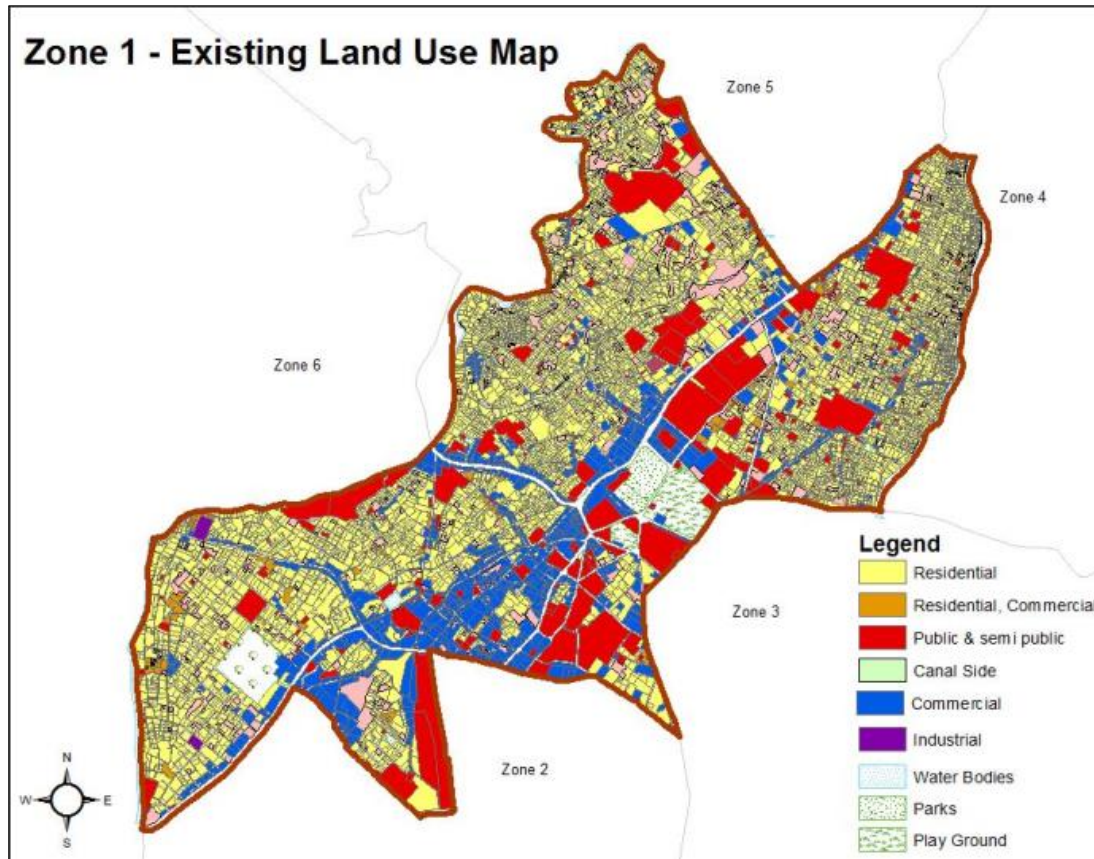 Zone 1 - Existing Land Use Map
Zone 5
Zone 4
Zone 6
Zone 3
Zone 2
N
W
E
S
Legend
Residential
Residential, Commercial
Public & semi public
Canal Side
Commercial
Industrial
Water Bodies
Parks
Play Ground